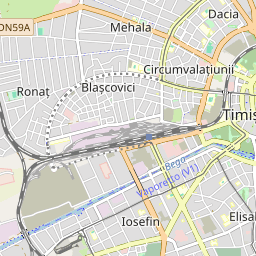 Dacia
DN59A
Mehala
Circumvalațiunii
Blașcovici
Ronaț
Timiș
Bega
Vaporetto (V1)
Iosefin
Elisab